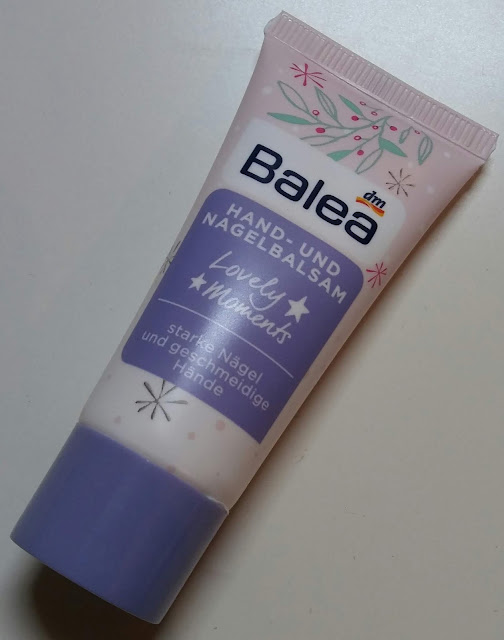 Balea
dm
HAND- UND
NAGELBALSAM
Lovely
Moments
starke Nägel
und geschmeidige
Hände